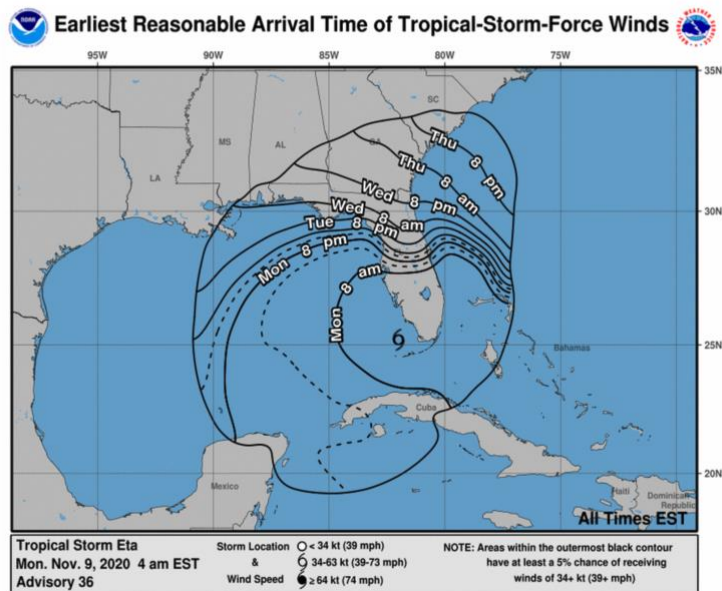 Earliest Reasonable Arrival Time of Tropical-Storm-Force Winds
95W 90W 85W 80W 75W
35N
SC
MS AL GA
LA
Thu 8 pm
Thu 8 am
Wed 8 pm
Wed 8 am
Tue 8 pm
Mon 8 pm
Mon 8 am
30N
25N
Bahamas
Cuba
20N
Mexico
Haiti
Dominican
Republic
All Times EST
Tropical Storm Eta
Mon. Nov. 9, 2020 4 am EST
Advisory 36
Storm Location
&
Wind Speed
< 34 kt (39 mph)
34-63 kt (39-73 mph)
≥ 64 kt (74 mph)
NOTE: Areas within the outermost black contour
have at least a 5% chance of receiving
winds of 34+ kt (39+ mph)